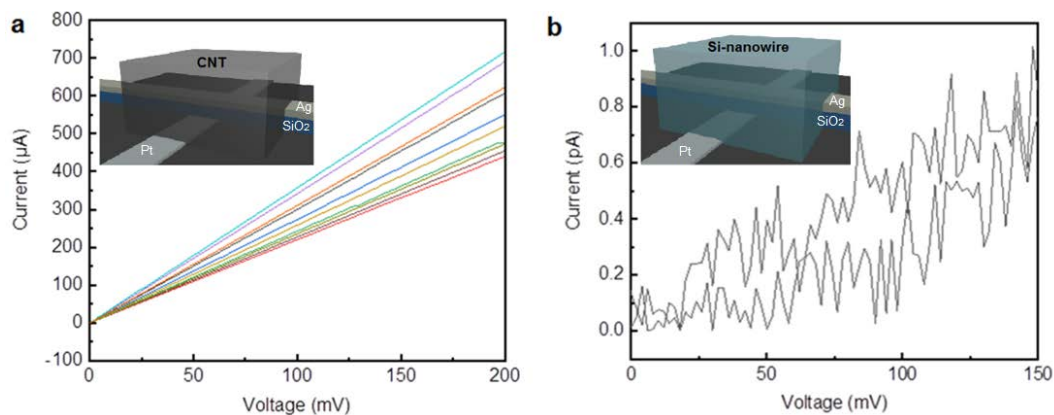 a
800
700
600
500
400
300
200
100
0
-100
Current (µA)
0
50
100
150
200
Voltage (mV)
CNT
Ag
SiO₂
Pt
b
1.0
0.8
0.6
0.4
0.2
0.0
Current (pA)
0
50
100
150
Voltage (mV)
Si-nanowire
Ag
SiO₂
Pt